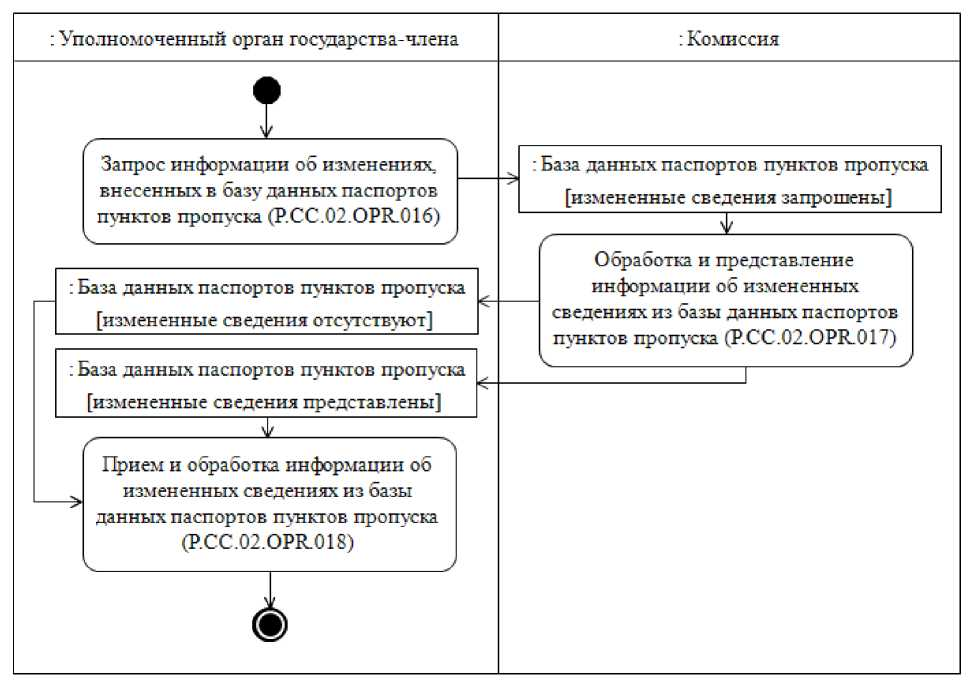 : Уполномоченный орган государства-члена
: Комиссия
Запрос информации об изменениях,
внесенных в базу данных паспортов
пунктов пропуска (P.CC.02.OPR.016)
: База данных паспортов пунктов пропуска
[измененные сведения запрошены]
Обработка и представление
информации об измененных
сведениях из базы данных паспортов
пунктов пропуска (P.CC.02.OPR.017)
: База данных паспортов пунктов пропуска
[измененные сведения отсутствуют]
: База данных паспортов пунктов пропуска
[измененные сведения представлены]
Прием и обработка информации об
измененных сведениях из базы
данных паспортов пунктов пропуска
(P.CC.02.OPR.018)